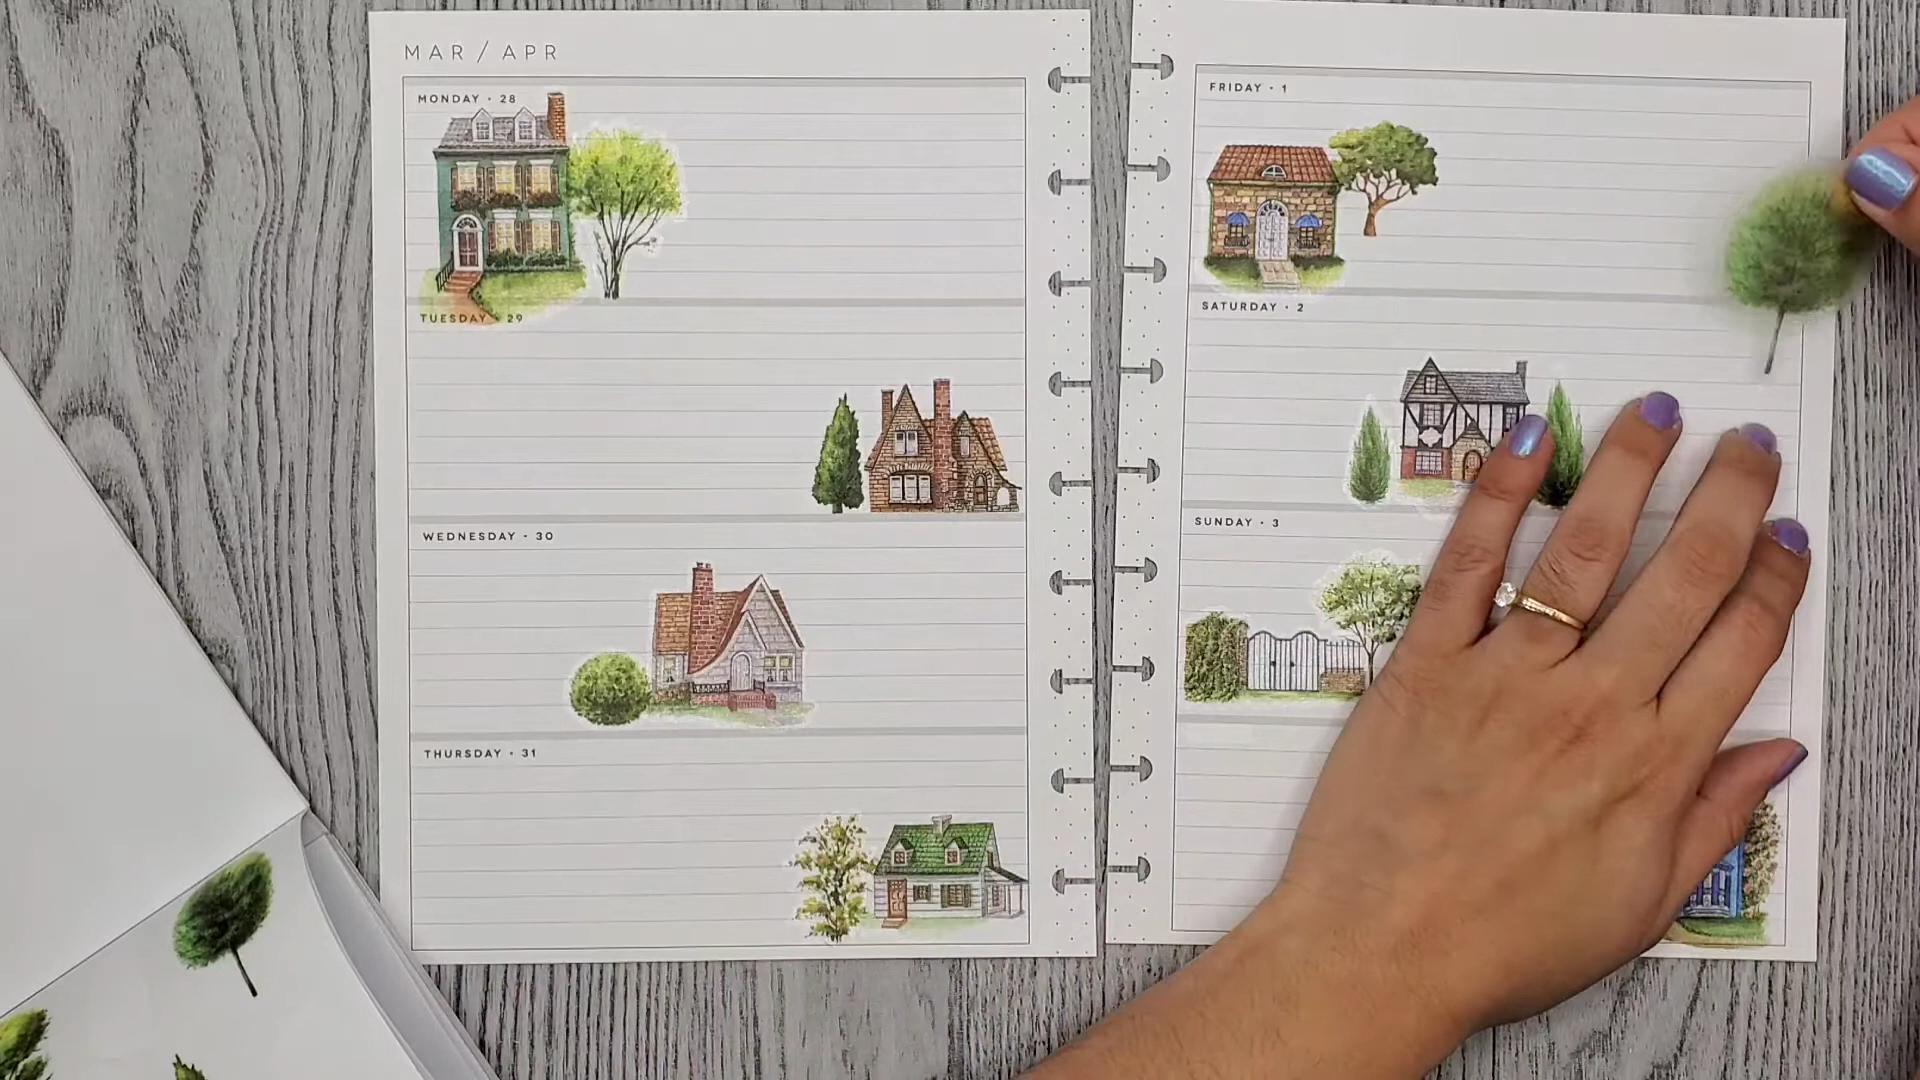 MAR / APR
MONDAY • 28
TUESDAY • 29
WEDNESDAY • 30
THURSDAY • 31
FRIDAY • 1
SATURDAY • 2
SUNDAY • 3